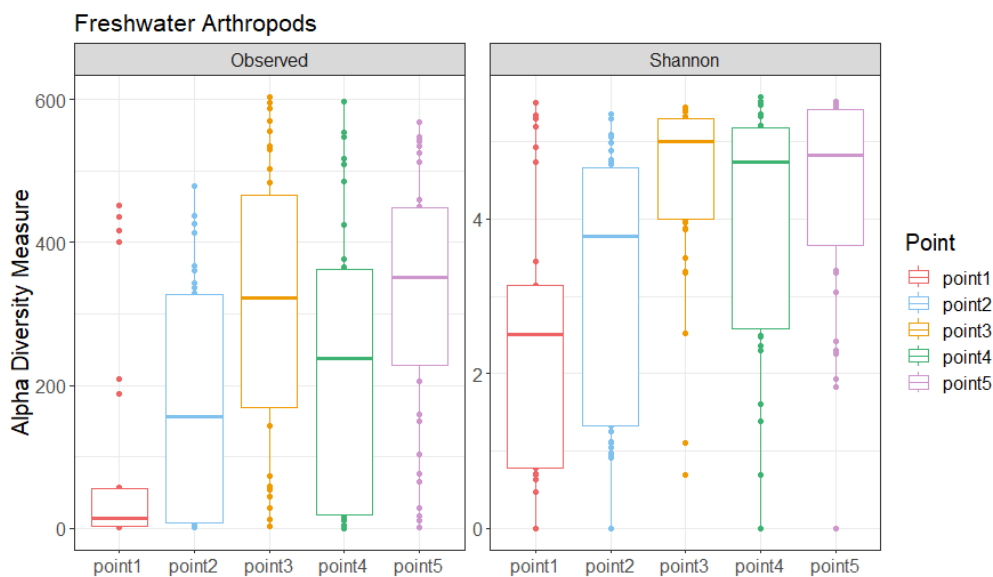 Freshwater Arthropods
Observed
Shannon
Alpha Diversity Measure
600
400
200
0
4
2
0
point1 point2 point3 point4 point5
point1 point2 point3 point4 point5
Point
point1
point2
point3
point4
point5